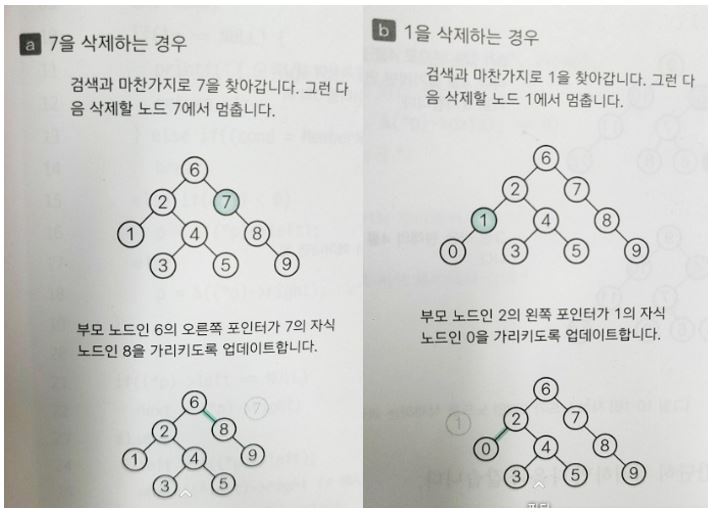 a 7을 삭제하는 경우
검색과 마찬가지로 7을 찾아갑니다. 그런 다
음 삭제할 노드 7에서 멈춥니다.
6
2 7
1 4 8
3 5 9
부모 노드인 6의 오른쪽 포인터가 7의 자식
노드인 8을 가리키도록 업데이트합니다.
6 7
2 8
1 4 9
3 5
b 1을 삭제하는 경우
검색과 마찬가지로 1을 찾아갑니다. 그런 다
음 삭제할 노드 1에서 멈춥니다.
6
2 7
1 4 8
0 3 5 9
부모 노드인 2의 왼쪽 포인터가 1의 자식
노드인 0을 가리키도록 업데이트합니다.
6
1 2 7
0 4 8
3 5 9